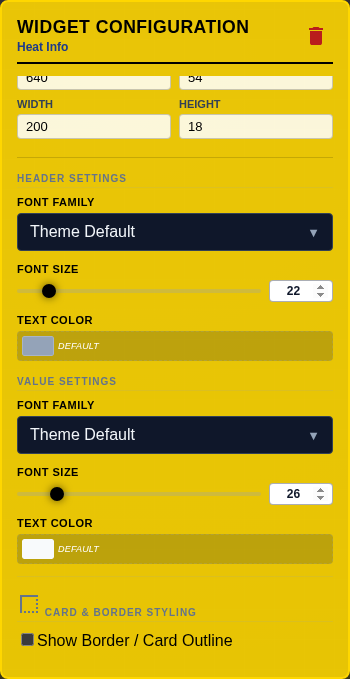 WIDGET CONFIGURATION
Heat Info
640 54
WIDTH HEIGHT
200 18
HEADER SETTINGS
FONT FAMILY
Theme Default
FONT SIZE
22
TEXT COLOR
DEFAULT
VALUE SETTINGS
FONT FAMILY
Theme Default
FONT SIZE
26
TEXT COLOR
DEFAULT
CARD & BORDER STYLING
Show Border / Card Outline